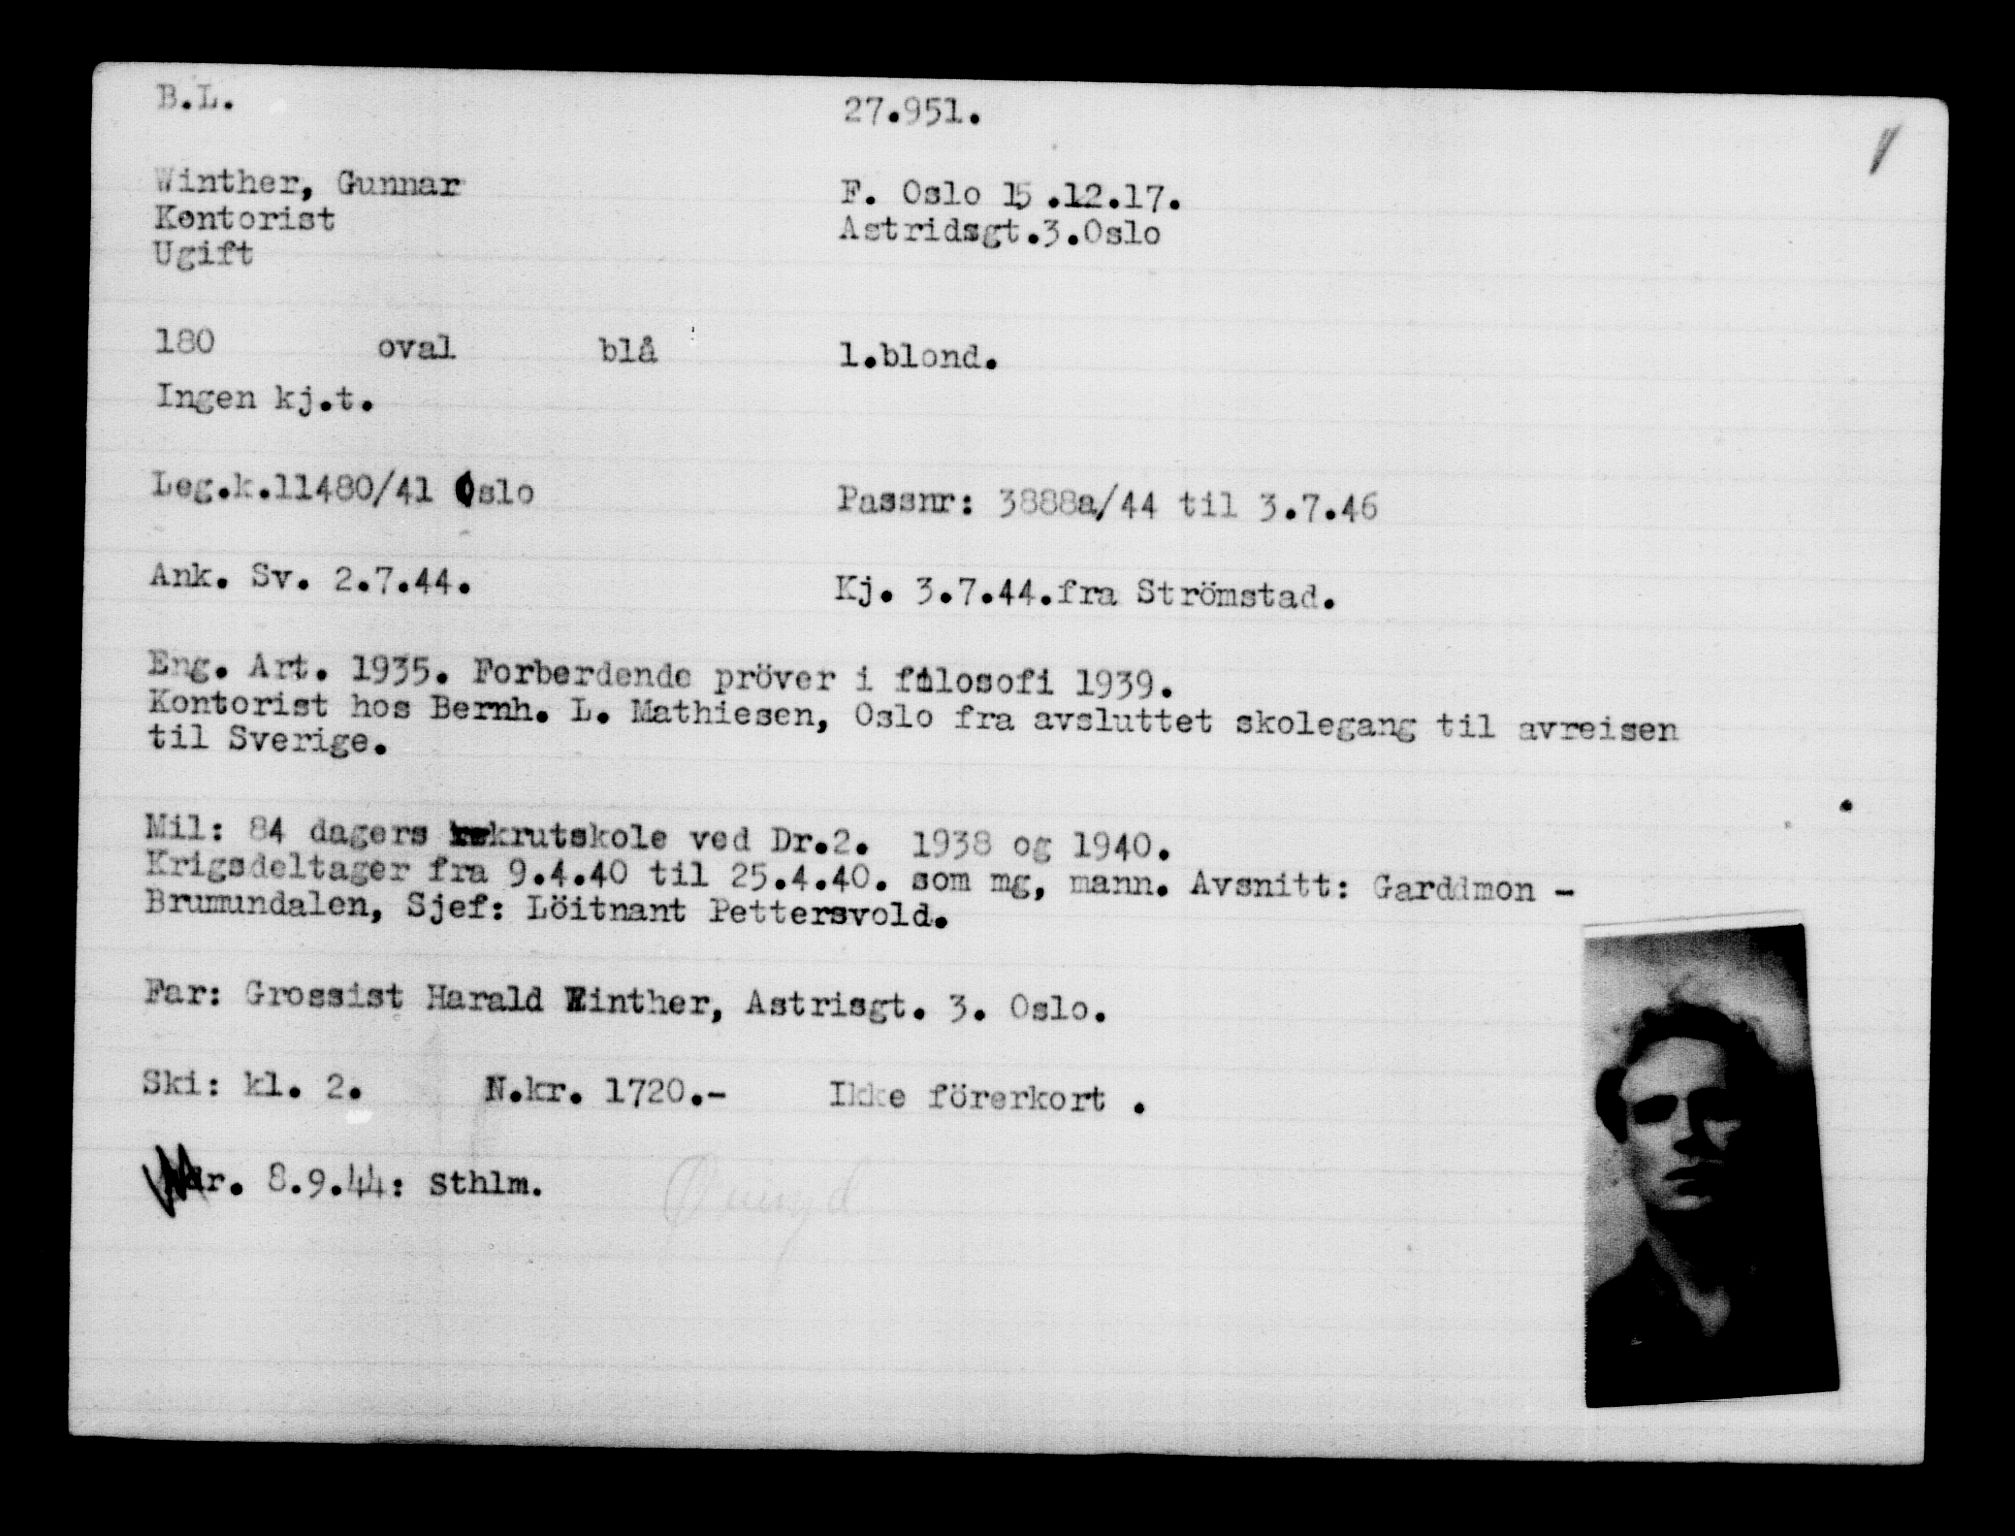 B.L. 27.951.
Winther, Gunnar F. Oslo 15.12.17.
Kontorist Astridsgt.3.Oslo
Ugift
180 oval blå l.blond.
Ingen kj.t.
Leg.k.11480/41 Oslo Passnr: 3888a/44 til 3.7.46
Ank. Sv. 2.7.44. Kj. 3.7.44.fra Strömstad.
Eng. Art. 1935. Forberdende pröver i filosofi 1939.
Kontorist hos Bernh. L. Mathiesen, Oslo fra avsluttet skolegang til avreisen
til Sverige.
Mil: 84 dagers rekrutskole ved Dr.2. 1938 og 1940.
Krigsdeltager fra 9.4.40 til 25.4.40. som mg, mann. Avsnitt: Garddmon -
Brumundalen, Sjef: Löitnant Pettersvold.
Far: Grossist Harald Winther, Astrisgt. 3. Oslo.
Ski: kl. 2. N.kr. 1720.- Ikke förerkort .
8.9.44: Sthlm.